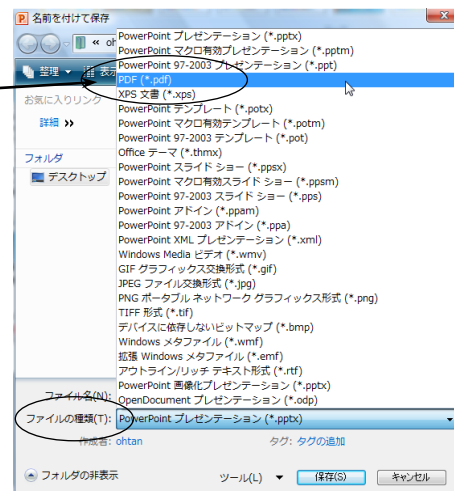 名前を付けて保存
« oh
整理 ▼ 表示
お気に入りリンク
詳細 »
フォルダ
デスクトップ
PowerPoint プレゼンテーション (*.pptx)
PowerPoint マクロ有効プレゼンテーション (*.pptm)
PowerPoint 97-2003 プレゼンテーション (*.ppt)
PDF (*.pdf)
XPS 文書 (*.xps)
PowerPoint テンプレート (*.potx)
PowerPoint マクロ有効テンプレート (*.potm)
PowerPoint 97-2003 テンプレート (*.pot)
Office テーマ (*.thmx)
PowerPoint スライド ショー (*.ppsx)
PowerPoint マクロ有効スライド ショー (*.ppsm)
PowerPoint 97-2003 スライド ショー (*.pps)
PowerPoint アドイン (*.ppam)
PowerPoint 97-2003 アドイン (*.ppa)
PowerPoint XML プレゼンテーション (*.xml)
Windows Media ビデオ (*.wmv)
GIF グラフィックス交換形式 (*.gif)
JPEG ファイル交換形式 (*.jpg)
PNG ポータブル ネットワーク グラフィックス形式 (*.png)
TIFF 形式 (*.tif)
デバイスに依存しないビットマップ (*.bmp)
Windows メタファイル (*.wmf)
拡張 Windows メタファイル (*.emf)
アウトライン/リッチ テキスト形式 (*.rtf)
PowerPoint 画像化プレゼンテーション (*.pptx)
OpenDocument プレゼンテーション (*.odp)
ファイル名(N):
ファイルの種類(T): PowerPoint プレゼンテーション (*.pptx)
作成者: ohtan タグ: タグの追加
フォルダの非表示 ツール(L) ▼ 保存(S) キャンセル